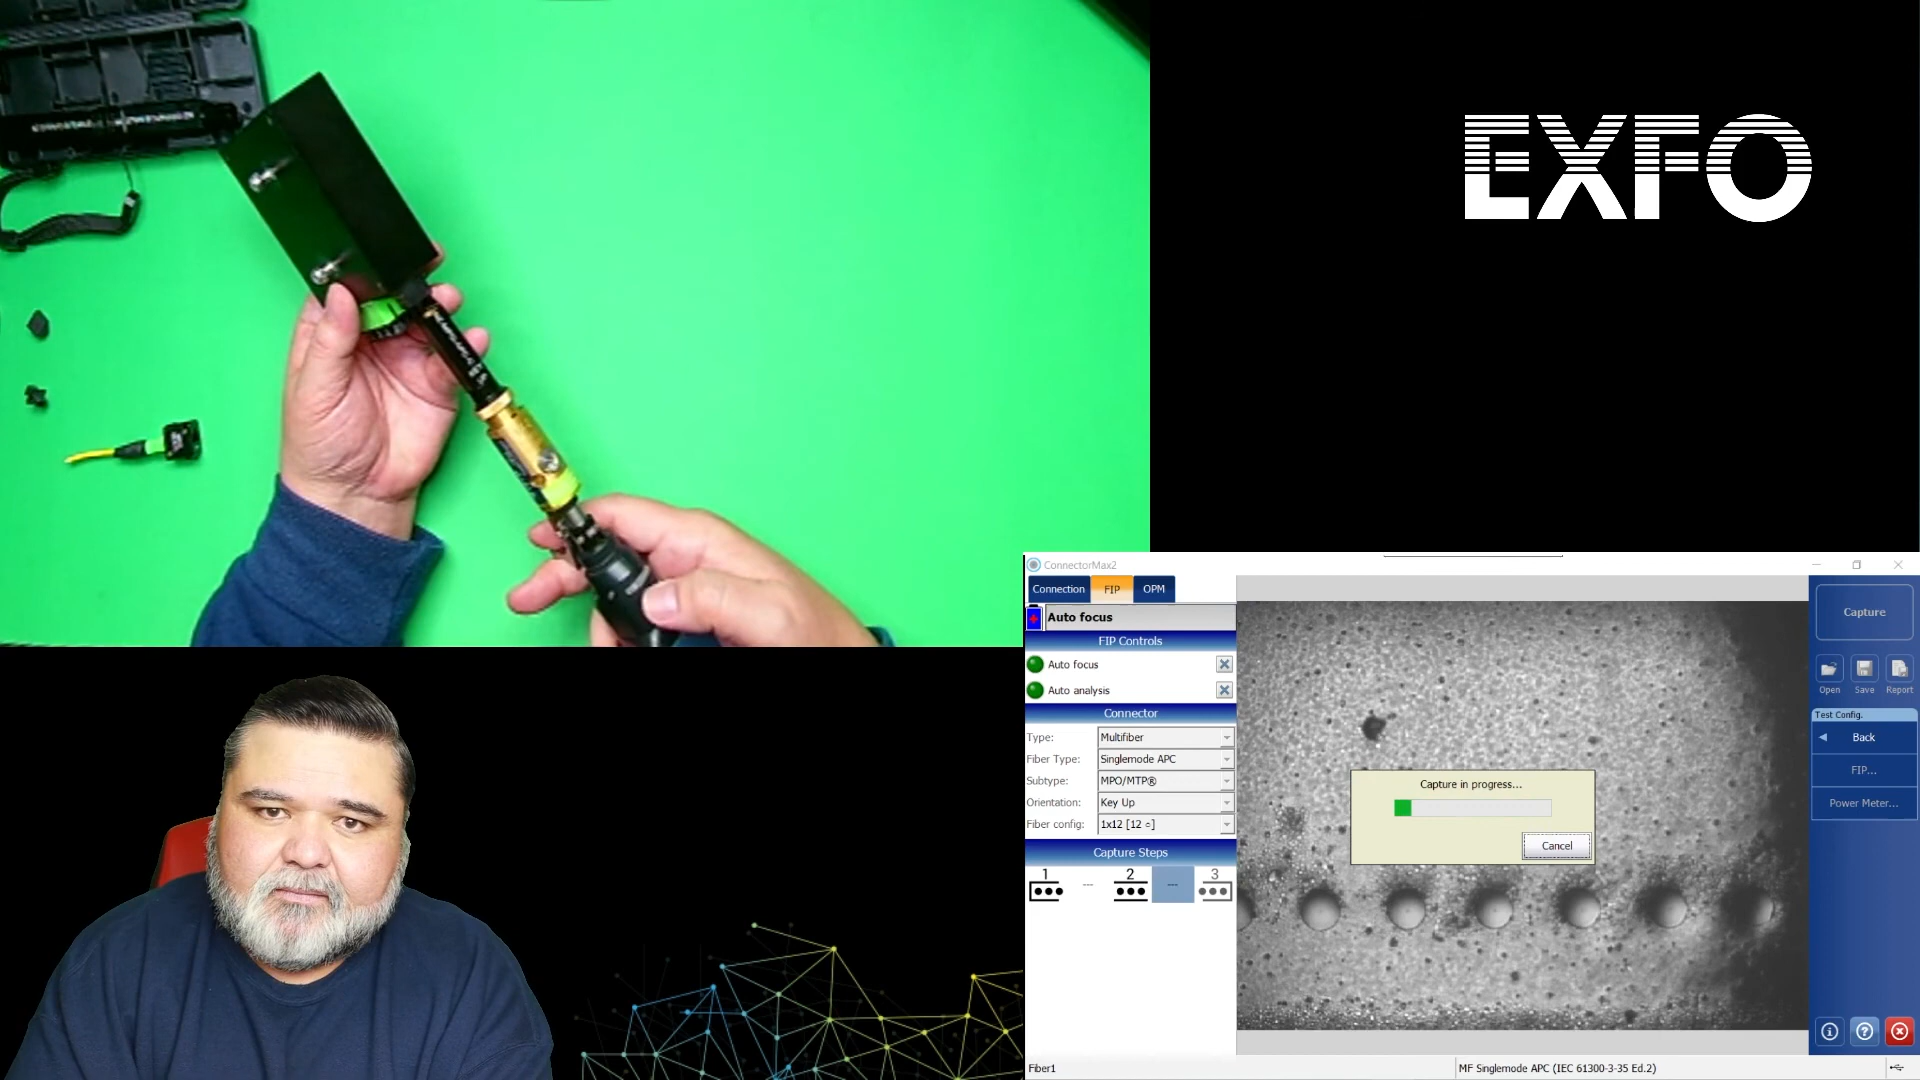 EXFO
ConnectorMax2
Connection FIP OPM
Auto focus
FIP Controls
Auto focus
Auto analysis
Connector
Type: Multifiber
Fiber Type: Singlemode APC
Subtype: MPO/MTP®
Orientation: Key Up
Fiber config: 1x12 [12 ○]
Capture Steps
1 --- 2 --- 3
Capture in progress...
Cancel
Capture
Open Save Report
Test Config.
Back
FIP...
Power Meter...
Fiber1
MF Singlemode APC (IEC 61300-3-35 Ed.2)